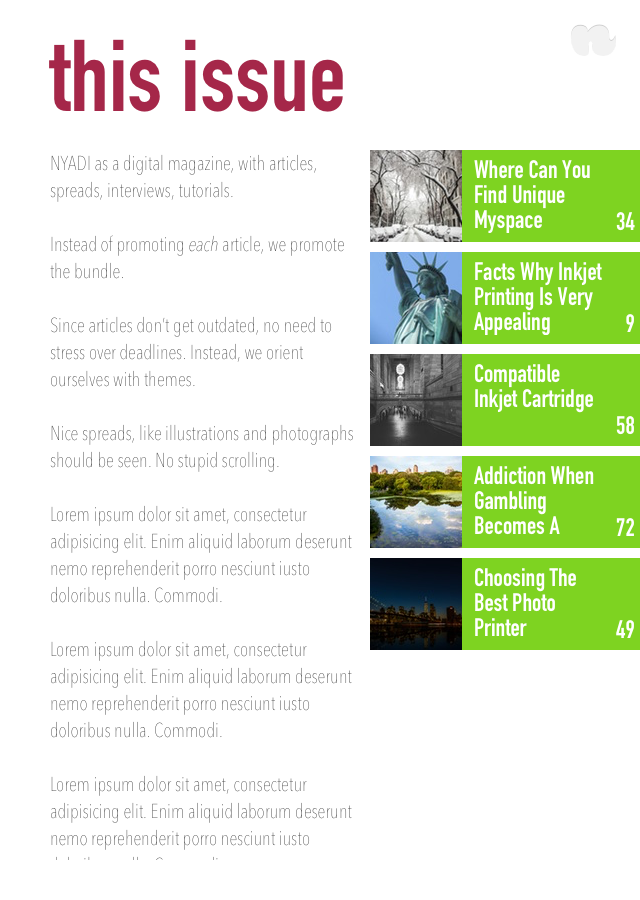 this issue
NYADI as a digital magazine, with articles,
spreads, interviews, tutorials.
Instead of promoting each article, we promote
the bundle.
Since articles don't get outdated, no need to
stress over deadlines. Instead, we orient
ourselves with themes.
Nice spreads, like illustrations and photographs
should be seen. No stupid scrolling.
Lorem ipsum dolor sit amet, consectetur
adipisicing elit. Enim aliquid laborum deserunt
nemo reprehenderit porro nesciunt iusto
doloribus nulla. Commodi.
Lorem ipsum dolor sit amet, consectetur
adipisicing elit. Enim aliquid laborum deserunt
nemo reprehenderit porro nesciunt iusto
doloribus nulla. Commodi.
Lorem ipsum dolor sit amet, consectetur
adipisicing elit. Enim aliquid laborum deserunt
nemo reprehenderit porro nesciunt iusto
Where Can You
Find Unique
Myspace 34
Facts Why Inkjet
Printing Is Very
Appealing 9
Compatible
Inkjet Cartridge
58
Addiction When
Gambling
Becomes A 72
Choosing The
Best Photo
Printer 49